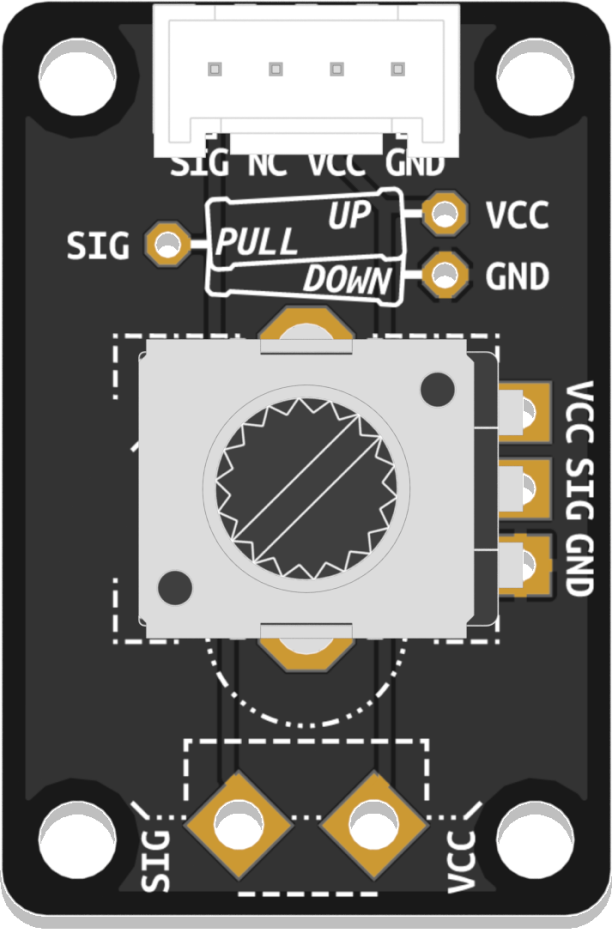 SIG NC VCC GND
UP VCC
SIG PULL
DOWN GND
VCC SIG GND
SIG VCC